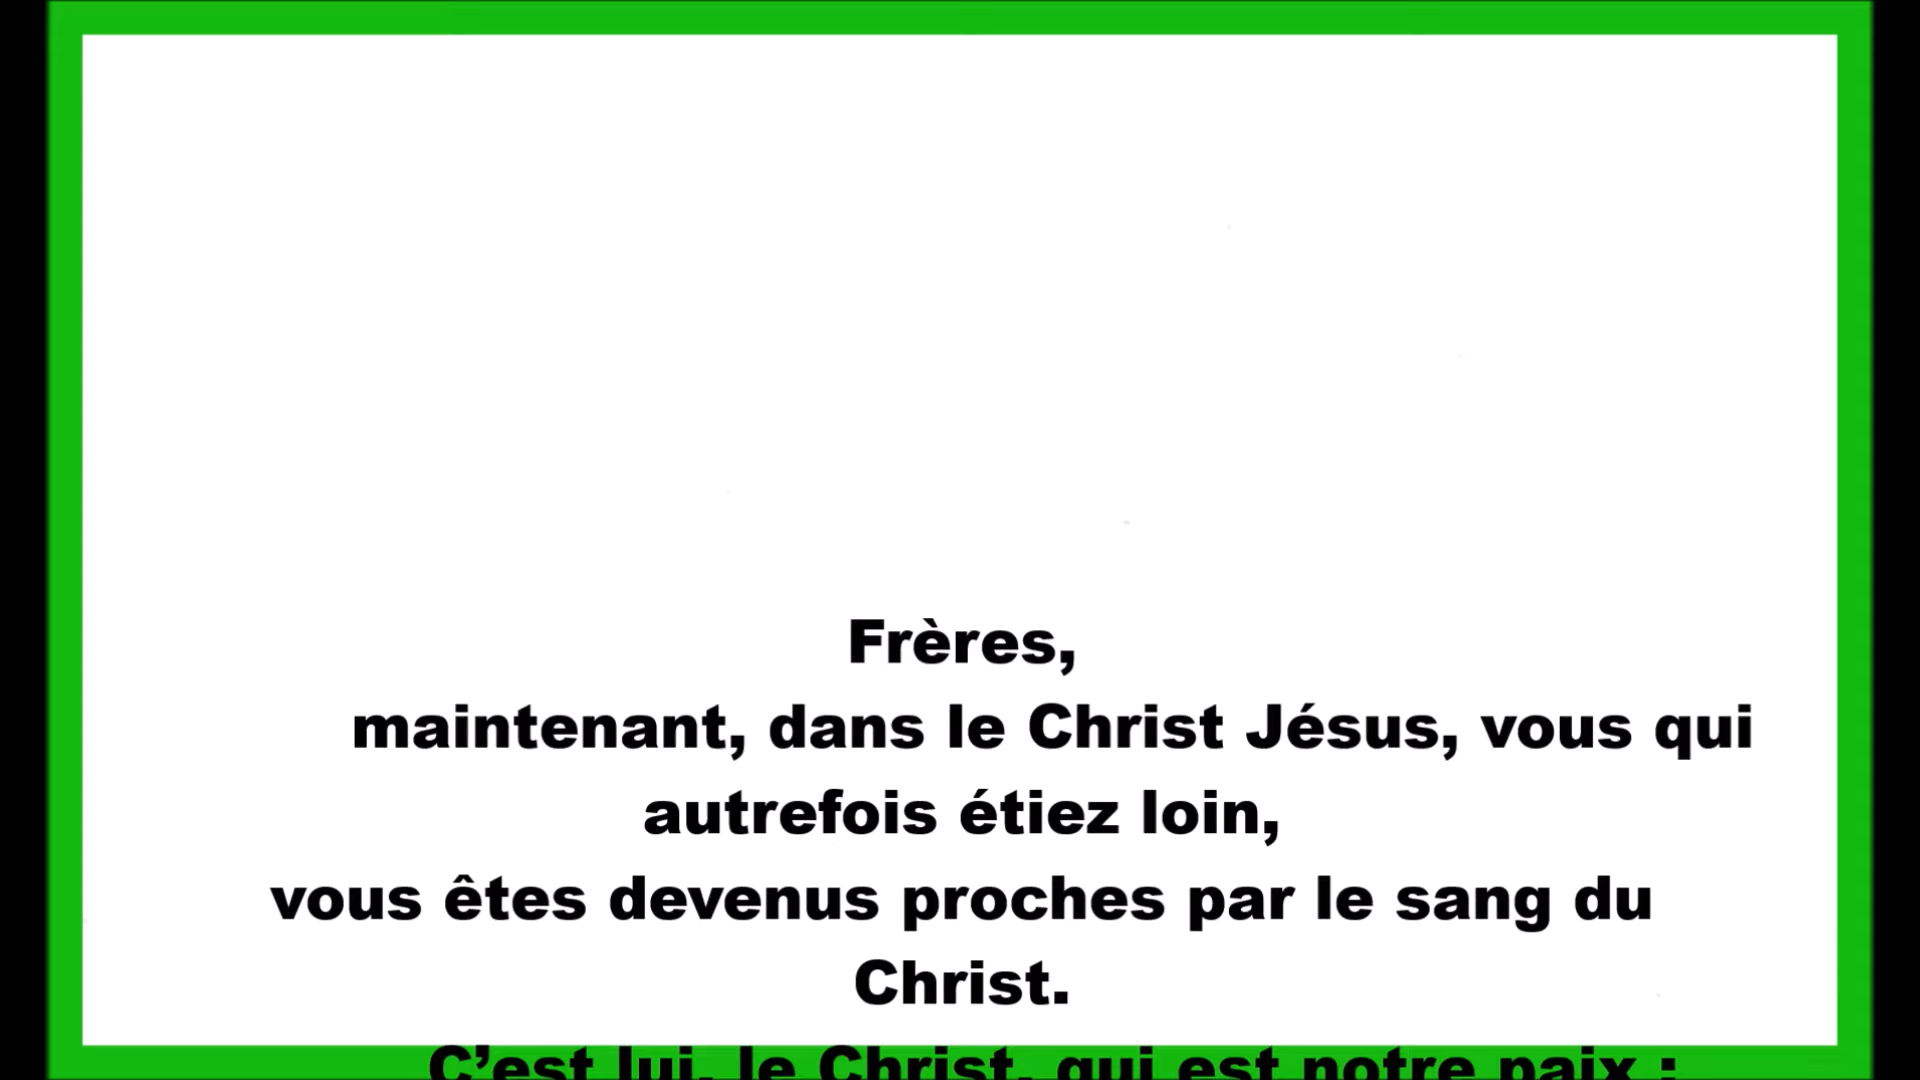 Frères,
maintenant, dans le Christ Jésus, vous qui
autrefois étiez loin,
vous êtes devenus proches par le sang du
Christ.
C’est lui, le Christ, qui est notre paix :